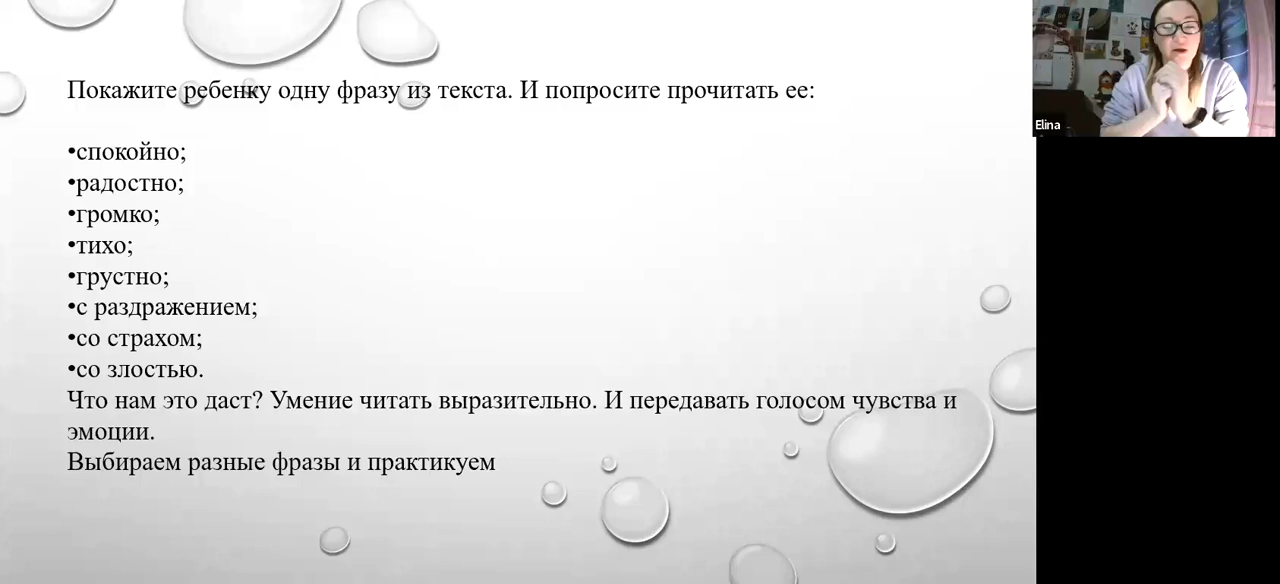 Покажите ребенку одну фразу из текста. И попросите прочитать ее:
•спокойно;
•радостно;
•громко;
•тихо;
•грустно;
•с раздражением;
•со страхом;
•со злостью.
Что нам это даст? Умение читать выразительно. И передавать голосом чувства и
эмоции.
Выбираем разные фразы и практикуем
Elina